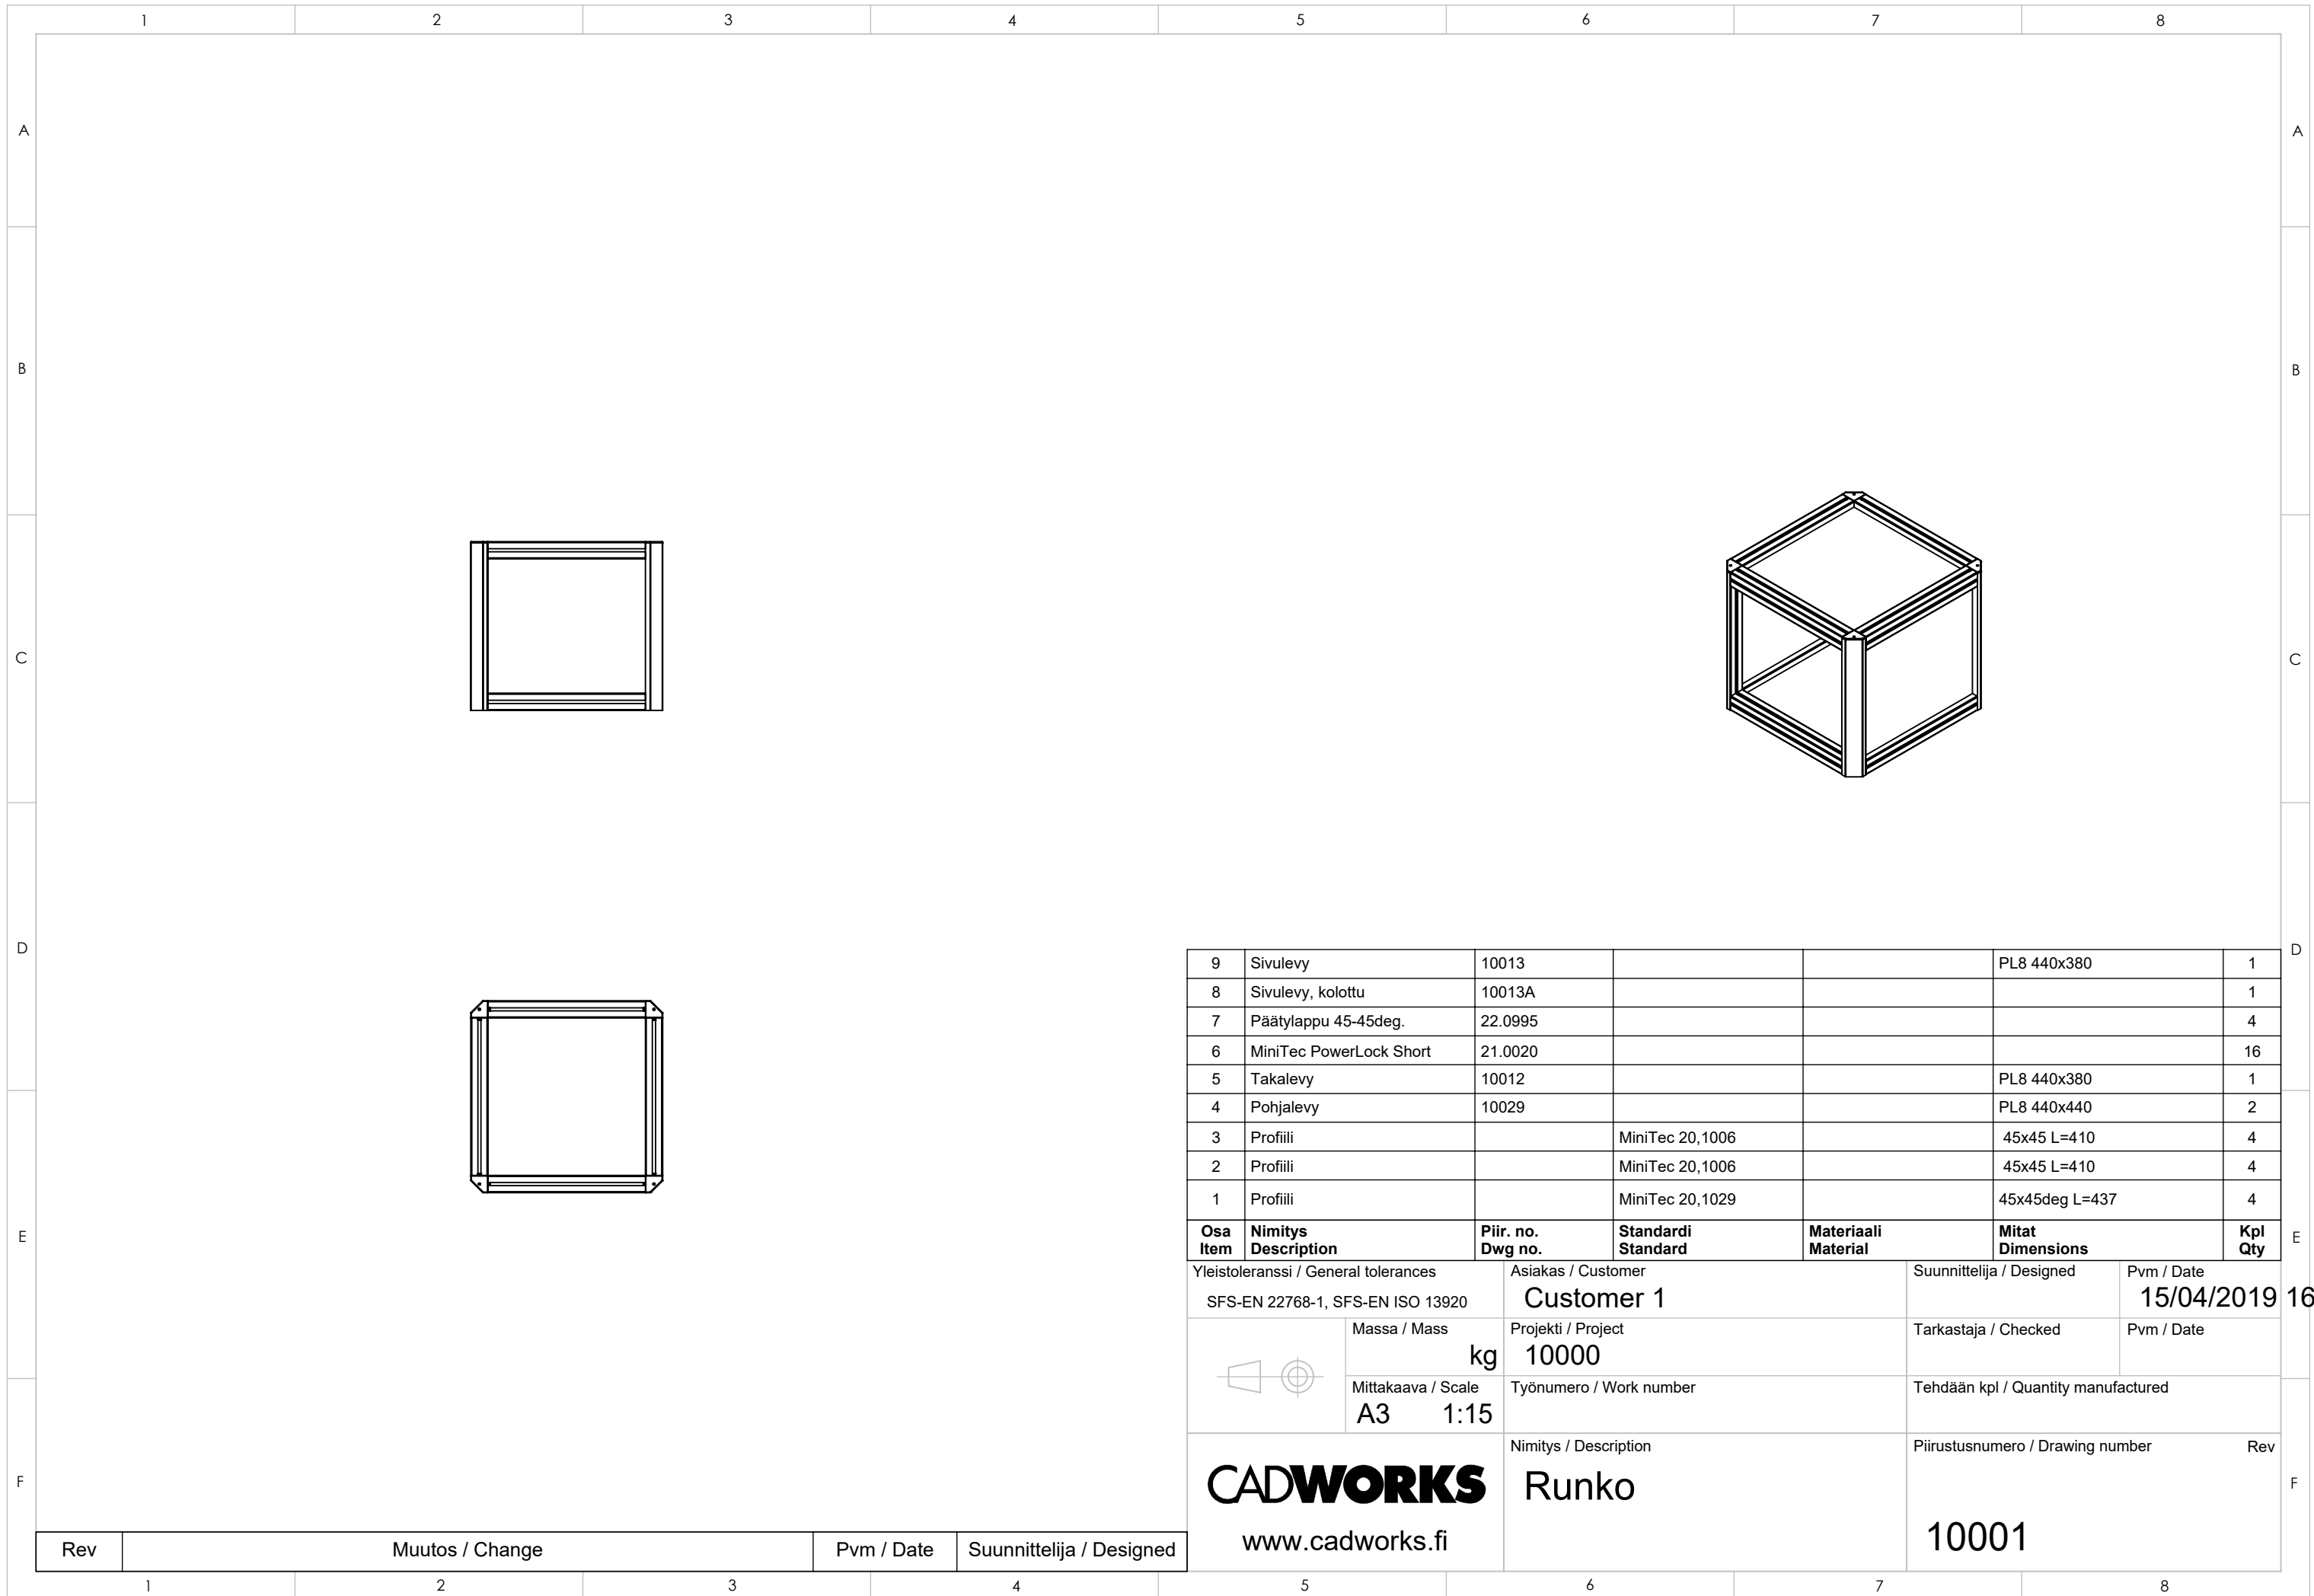 1 2 3 4 5 6 7 8
A A
B B
C C
D D
E E
F F
9 Sivulevy 10013 PL8 440x380 1
8 Sivulevy, kolottu 10013A 1
7 Päätylappu 45-45deg. 22.0995 4
6 MiniTec PowerLock Short 21.0020 16
5 Takalevy 10012 PL8 440x380 1
4 Pohjalevy 10029 PL8 440x440 2
3 Profiili MiniTec 20,1006 45x45 L=410 4
2 Profiili MiniTec 20,1006 45x45 L=410 4
1 Profiili MiniTec 20,1029 45x45deg L=437 4
Osa Nimitys Piir. no. Standardi Materiaali Mitat Kpl
Item Description Dwg no. Standard Material Dimensions Qty
Yleistoleranssi / General tolerances
SFS-EN 22768-1, SFS-EN ISO 13920
Asiakas / Customer
Customer 1
Suunnittelija / Designed
Pvm / Date
15/04/2019 16
Massa / Mass
kg
Projekti / Project
10000
Tarkastaja / Checked
Pvm / Date
Mittakaava / Scale
A3 1:15
Työnumero / Work number
Tehdään kpl / Quantity manufactured
CADWORKS
www.cadworks.fi
Nimitys / Description
Runko
Piirustusnumero / Drawing number Rev
10001
Rev Muutos / Change Pvm / Date Suunnittelija / Designed
1 2 3 4 5 6 7 8